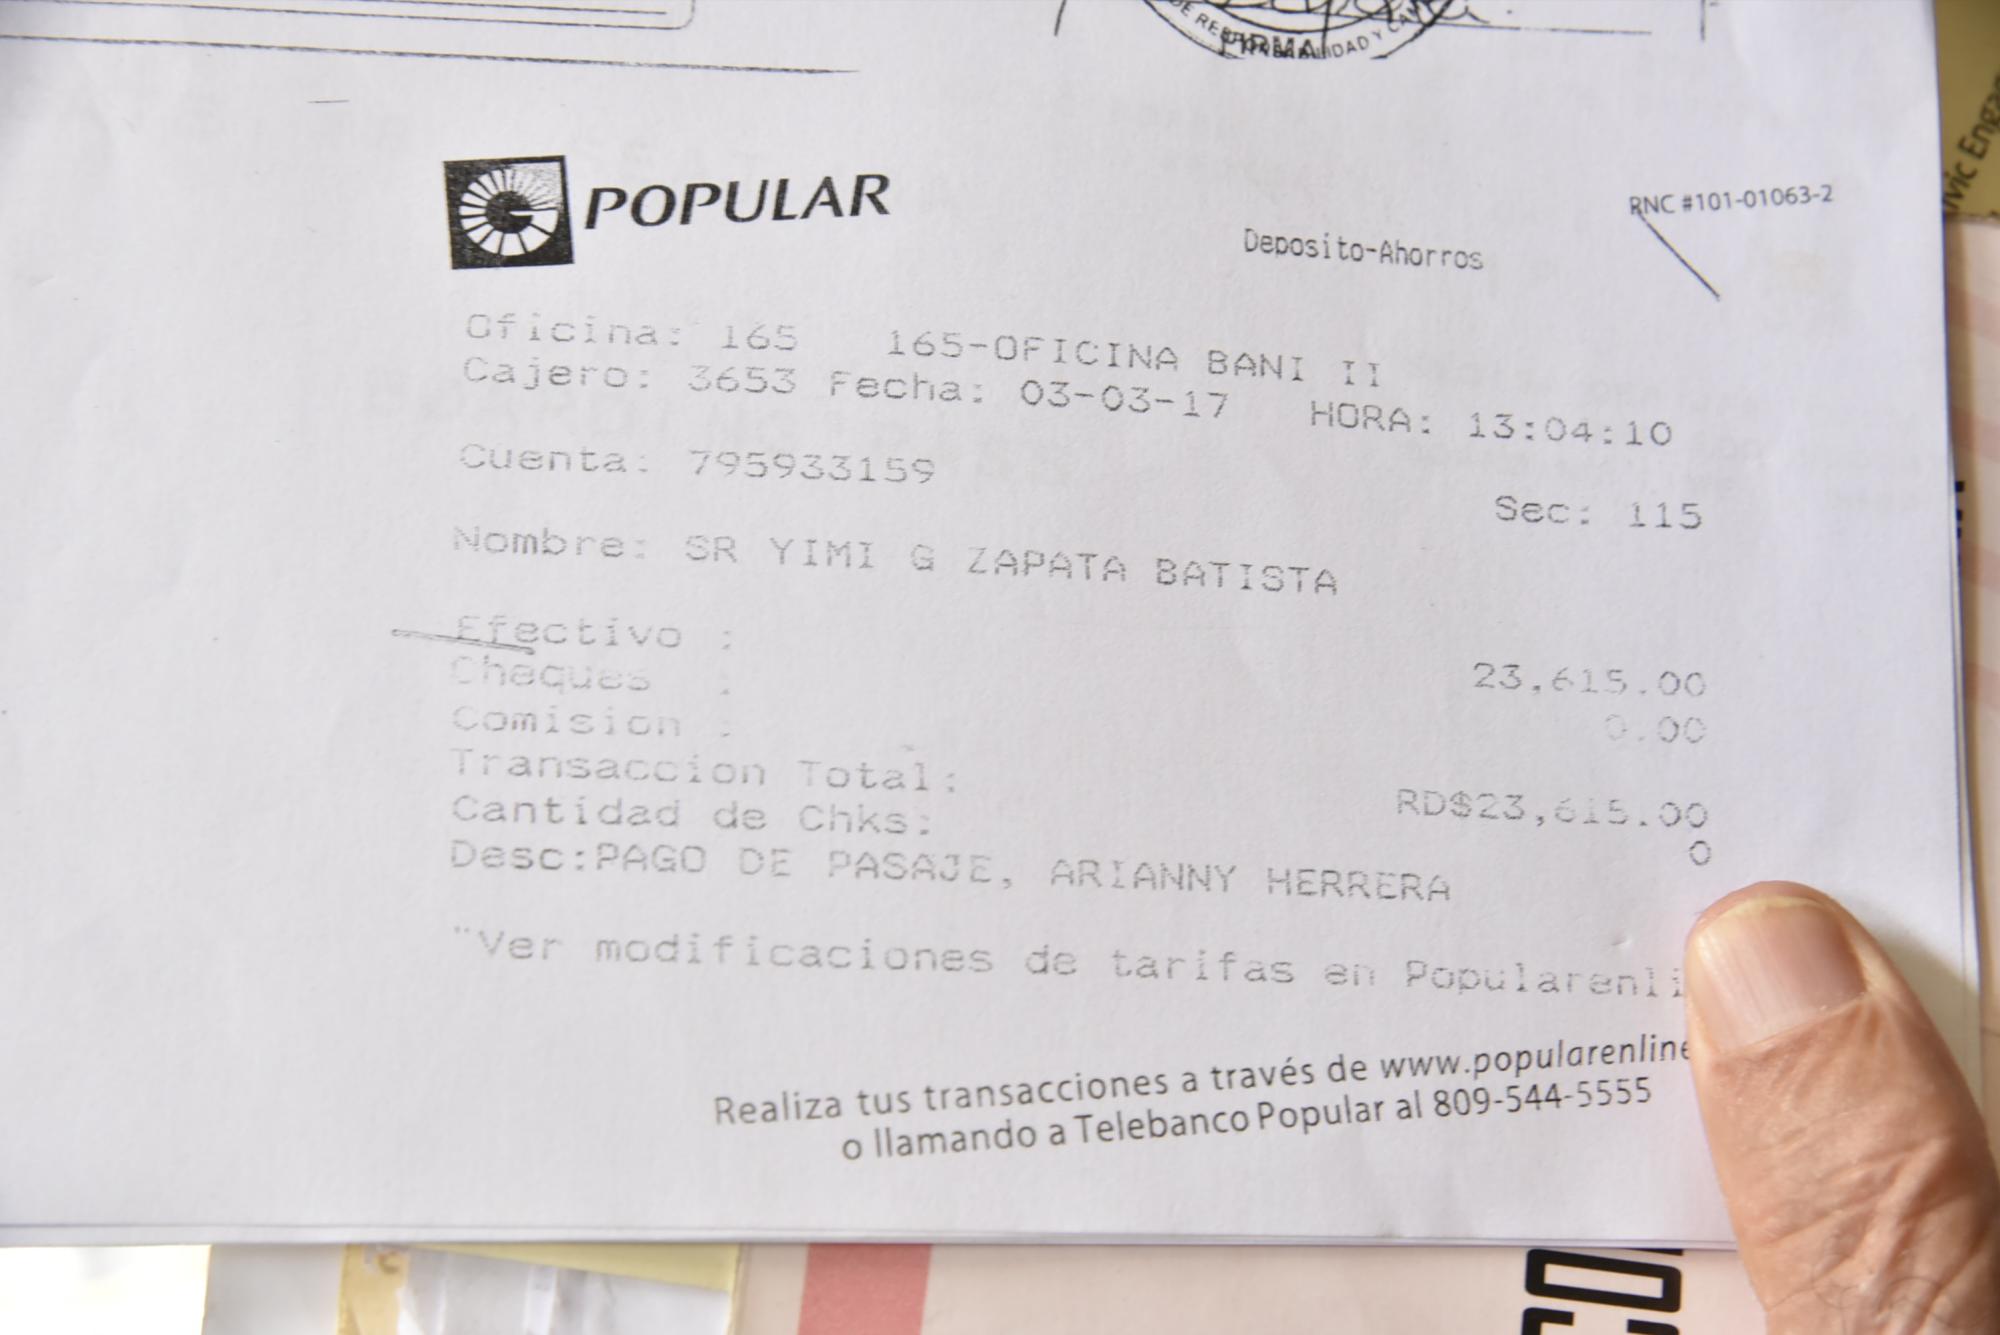 DE RESPONSABILIDAD Y
FIRMA
POPULAR
RNC #101-01063-2
Deposito-Ahorros
Oficina: 165 165-OFICINA BANI II
Cajero: 3653 Fecha: 03-03-17 HORA: 13:04:10
Cuenta: 795933159
Sec: 115
Nombre: SR YIMI G ZAPATA BATISTA
Efectivo :
Cheques : 23,615.00
Comision : 0.00
Transaccion Total:
Cantidad de Chks: RD$23,615.00
0
Desc:PAGO DE PASAJE, ARIANNY HERRERA
"Ver modificaciones de tarifas en Popularenli
Realiza tus transacciones a través de www.popularenline
o llamando a Telebanco Popular al 809-544-5555